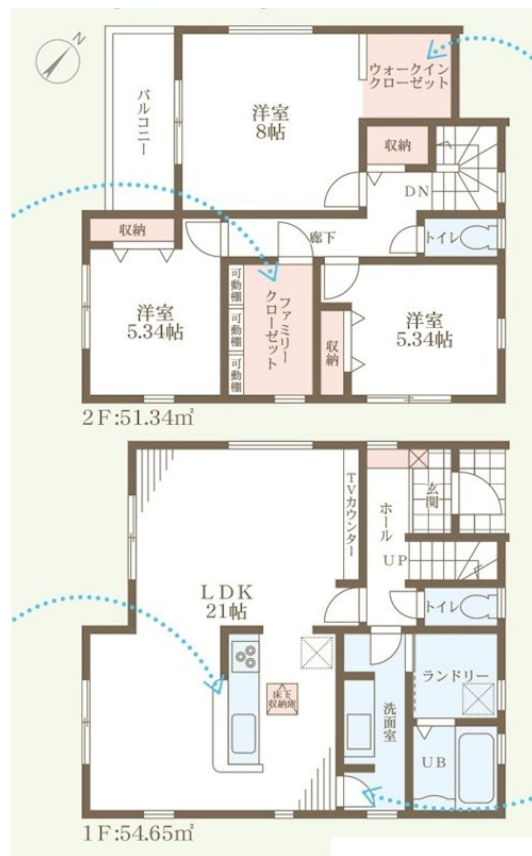 N
ウォークイン
クローゼット
バルコニー
洋室
8帖
収納
DN
収納
廊下
トイレ
可動棚
可動棚
可動棚
ファミリー
クローゼット
洋室
5.34帖
収納
洋室
5.34帖
2F:51.34㎡
TVカウンター
ホール
玄関
UP
LDK
21帖
トイレ
床下
収納庫
洗面室
ランドリー
UB
1F:54.65㎡